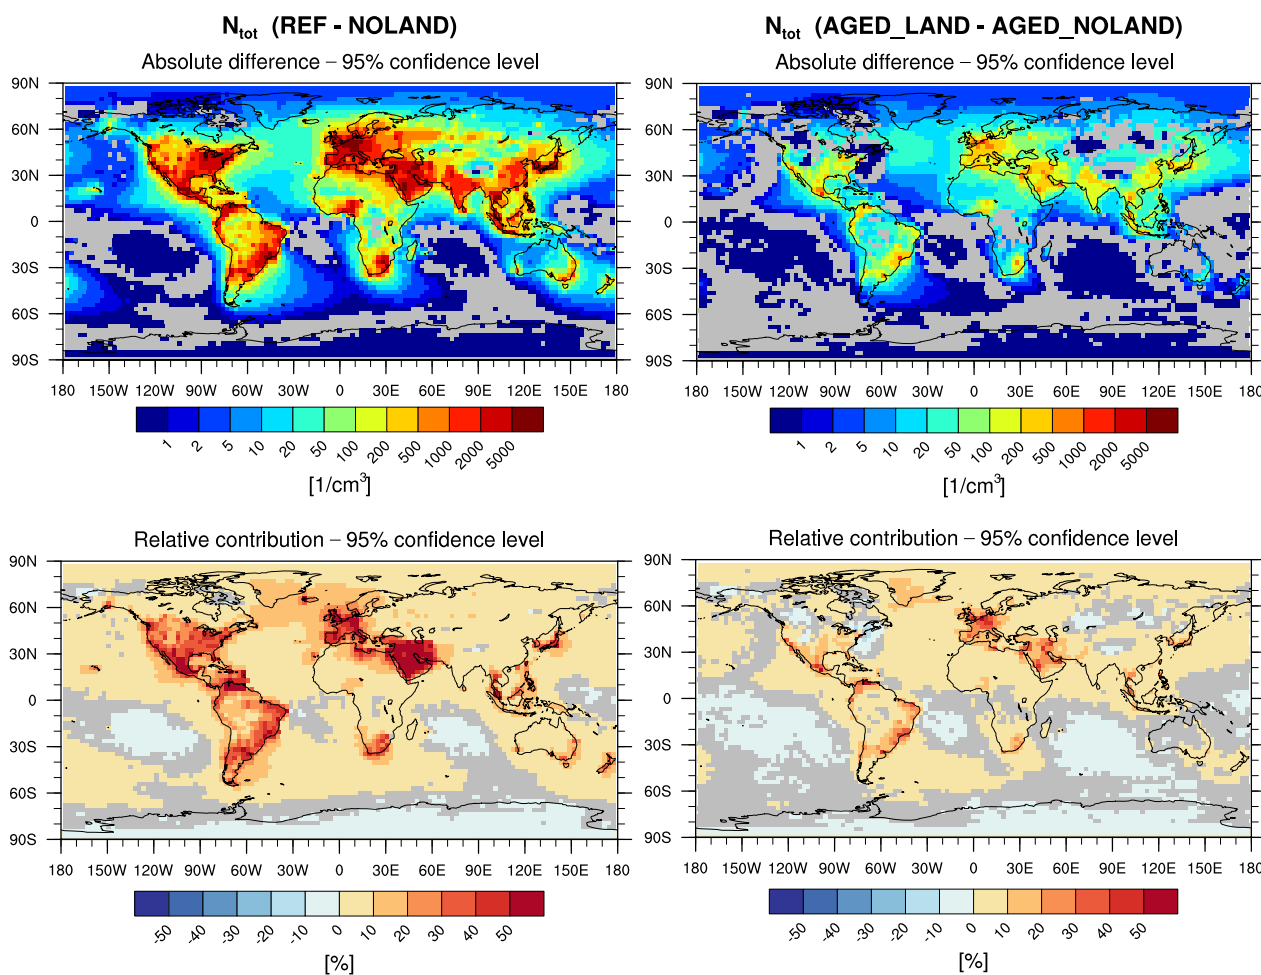 N_tot (REF - NOLAND)
Absolute difference – 95% confidence level
90N
60N
30N
0
30S
60S
90S
180 150W 120W 90W 60W 30W 0 30E 60E 90E 120E 150E 180
1 2 5 10 20 50 100 200 500 1000 2000 5000
[1/cm³]
N_tot (AGED_LAND - AGED_NOLAND)
Absolute difference – 95% confidence level
90N
60N
30N
0
30S
60S
90S
180 150W 120W 90W 60W 30W 0 30E 60E 90E 120E 150E 180
1 2 5 10 20 50 100 200 500 1000 2000 5000
[1/cm³]
Relative contribution – 95% confidence level
90N
60N
30N
0
30S
60S
90S
180 150W 120W 90W 60W 30W 0 30E 60E 90E 120E 150E 180
-50 -40 -30 -20 -10 0 10 20 30 40 50
[%]
Relative contribution – 95% confidence level
90N
60N
30N
0
30S
60S
90S
180 150W 120W 90W 60W 30W 0 30E 60E 90E 120E 150E 180
-50 -40 -30 -20 -10 0 10 20 30 40 50
[%]